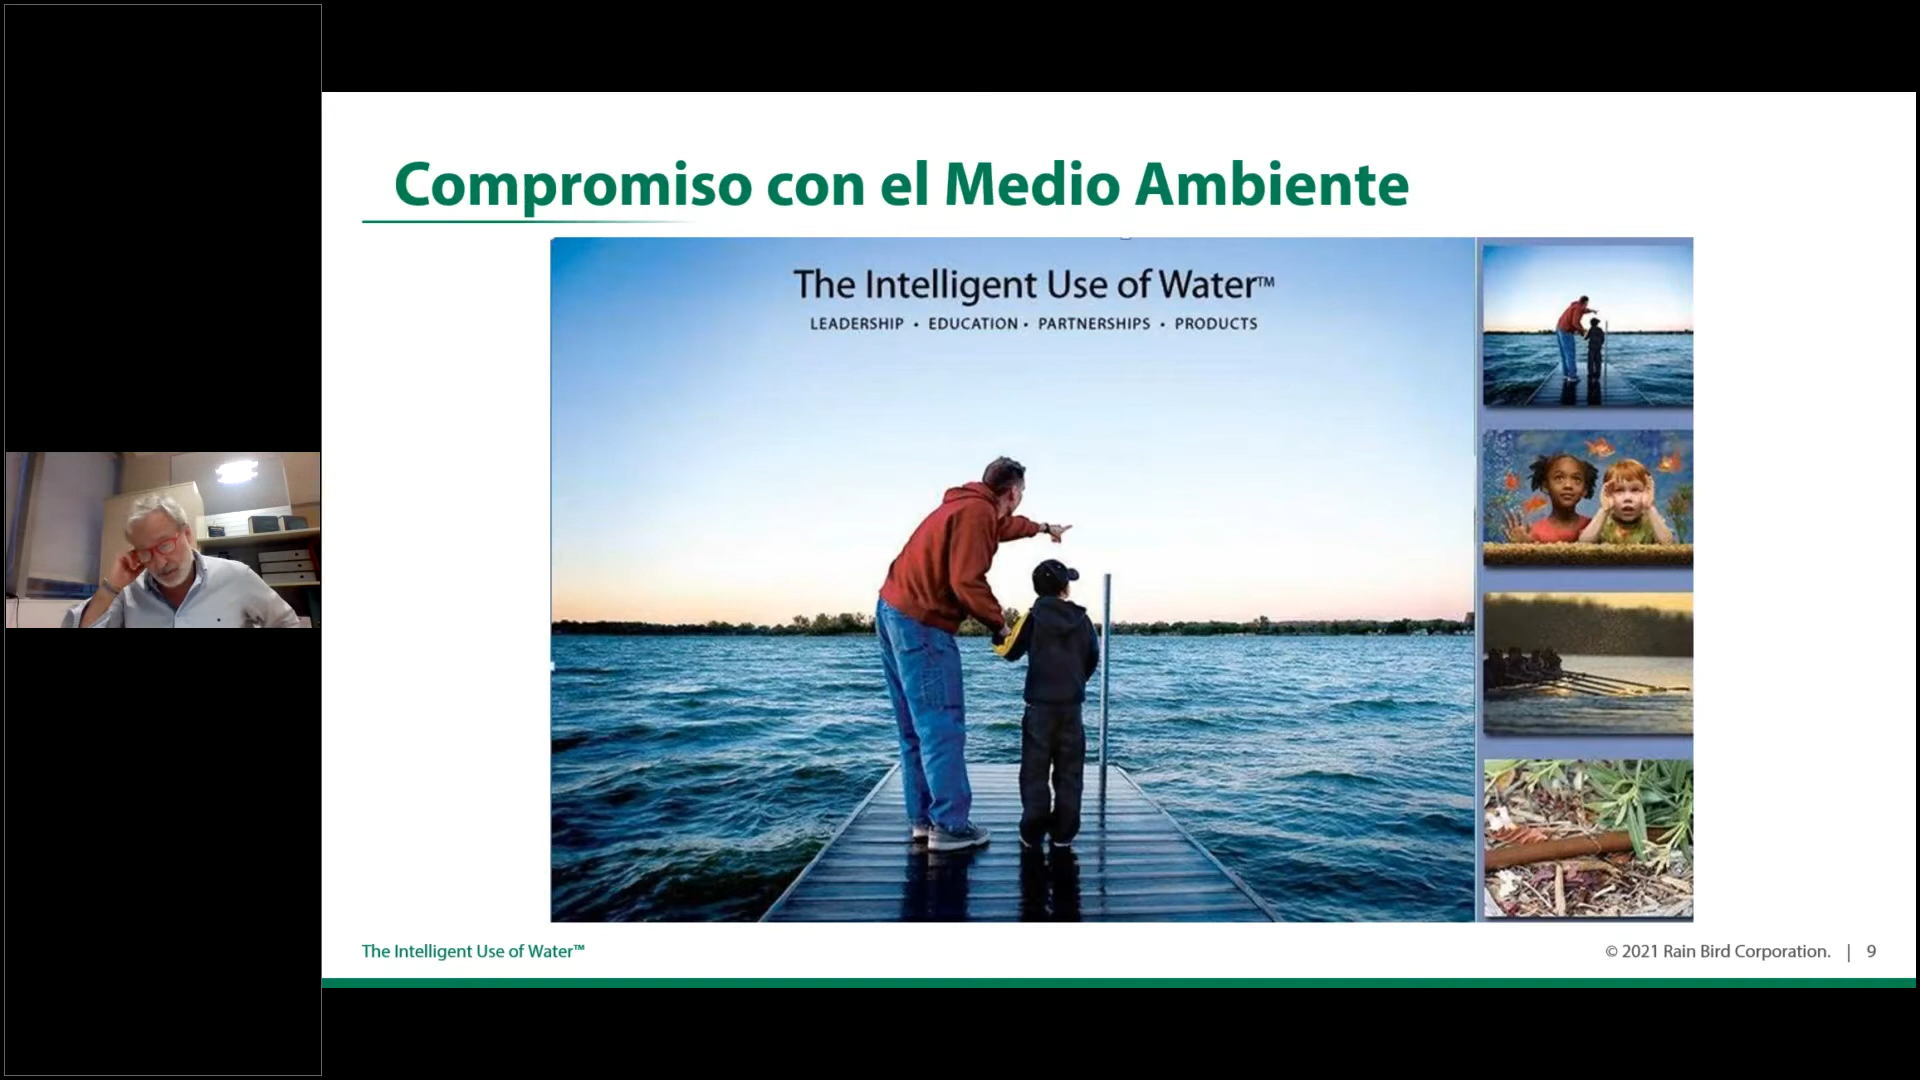 Compromiso con el Medio Ambiente
The Intelligent Use of Water™
LEADERSHIP • EDUCATION • PARTNERSHIPS • PRODUCTS
The Intelligent Use of Water™
© 2021 Rain Bird Corporation. | 9